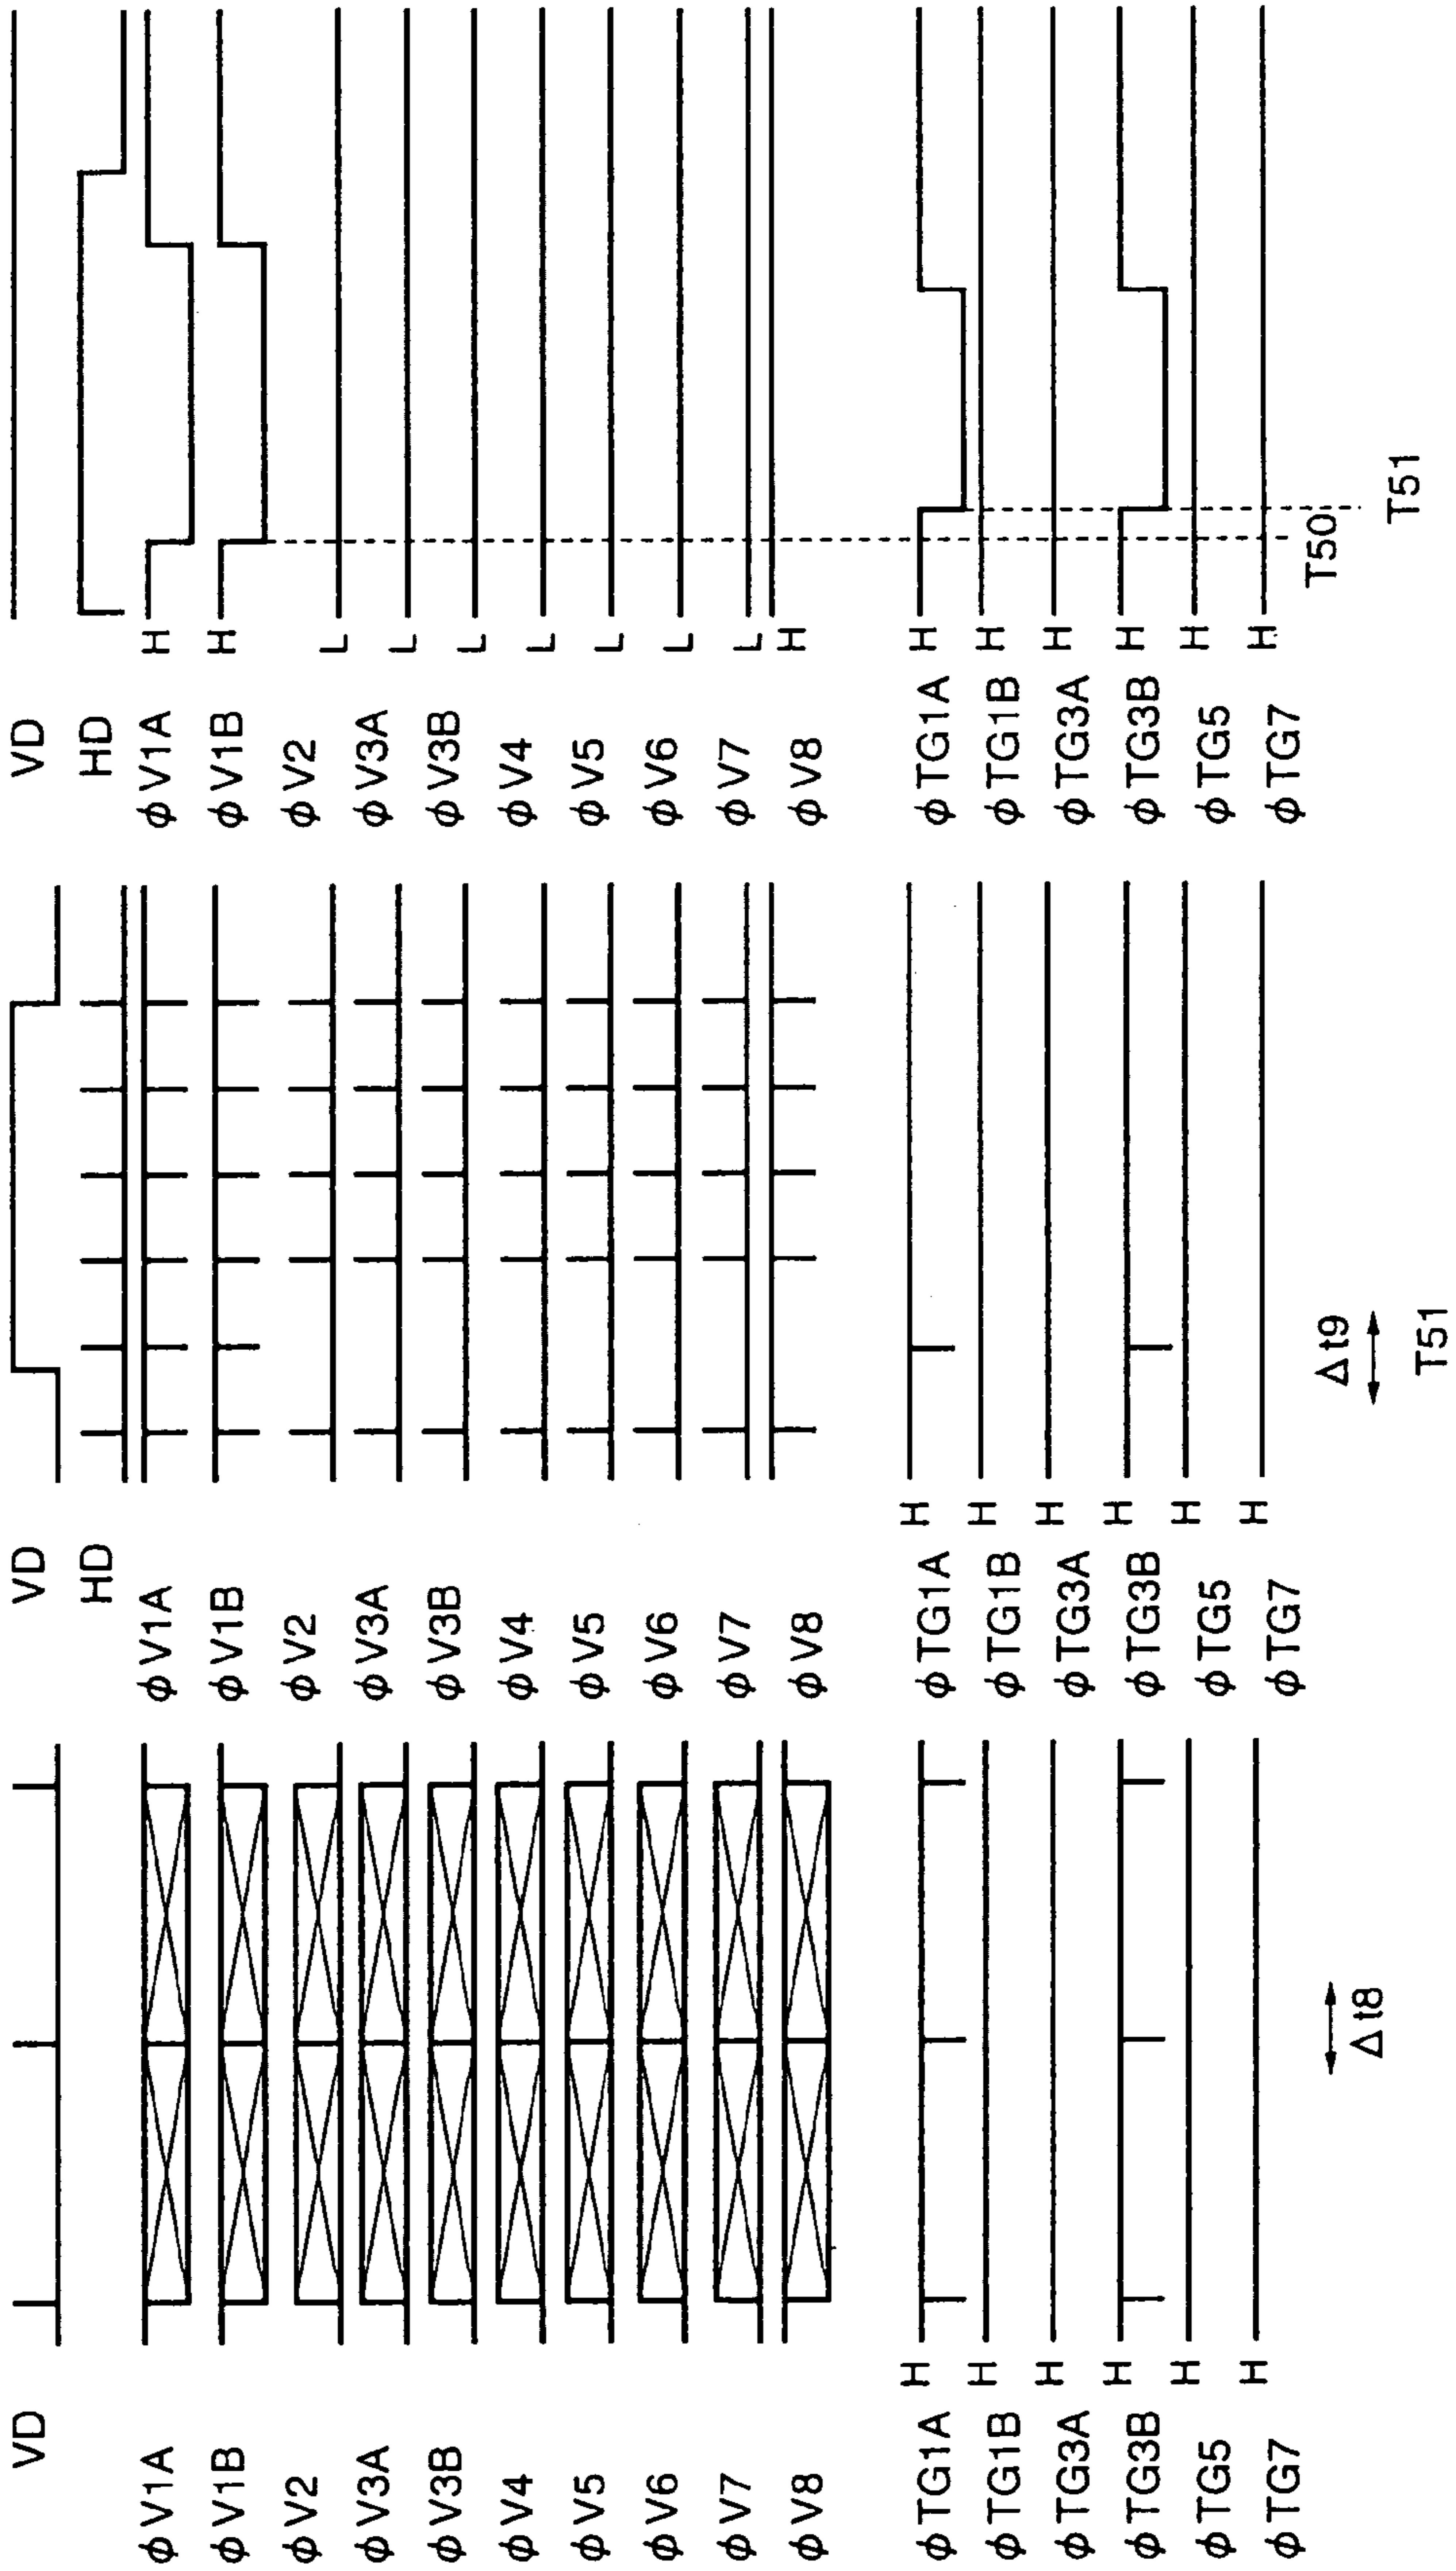 VD
φV1A
φV1B
φV2
φV3A
φV3B
φV4
φV5
φV6
φV7
φV8
φTG1A H
φTG1B H
φTG3A H
φTG3B H
φTG5 H
φTG7 H
Δt8
VD
HD
φV1A
φV1B
φV2
φV3A
φV3B
φV4
φV5
φV6
φV7
φV8
φTG1A H
φTG1B H
φTG3A H
φTG3B H
φTG5 H
φTG7 H
Δt9
T51
VD
HD
φV1A H
φV1B H
φV2 L
φV3A L
φV3B L
φV4 L
φV5 L
φV6 L
φV7 L
φV8 H
φTG1A H
φTG1B H
φTG3A H
φTG3B H
φTG5 H
φTG7 H
T50
T51